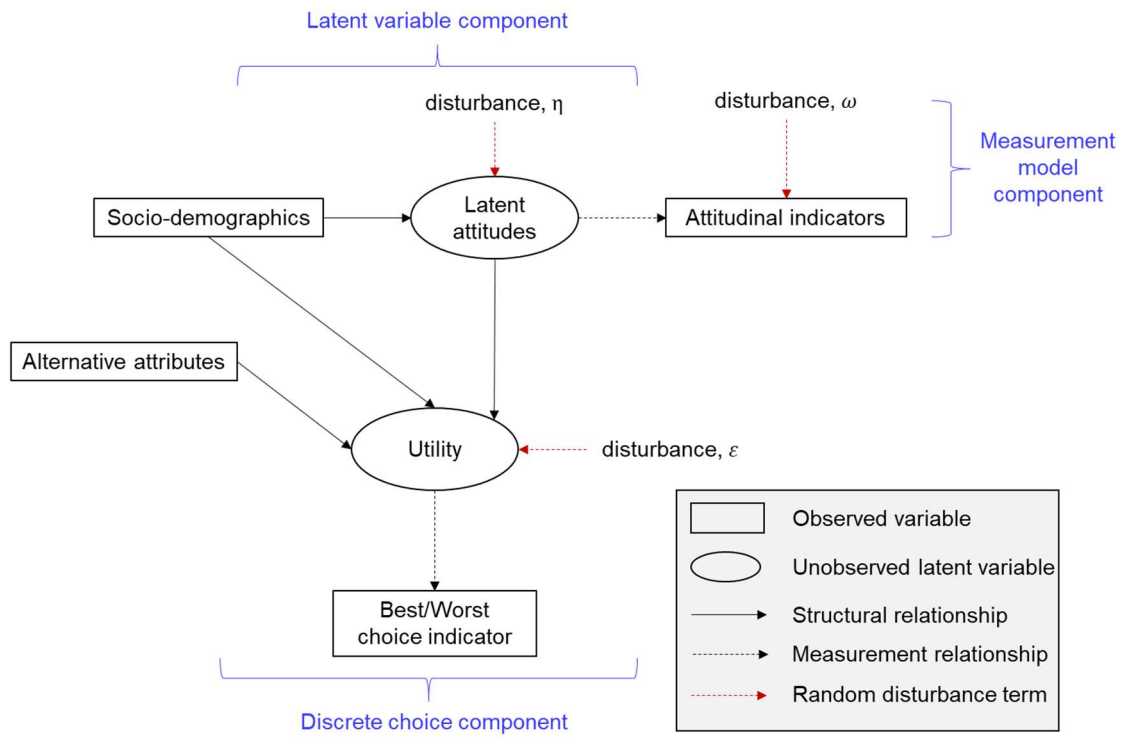 Latent variable component
disturbance, η
disturbance, ω
Measurement
model
component
Socio-demographics
Latent
attitudes
Attitudinal indicators
Alternative attributes
Utility
disturbance, ε
Best/Worst
choice indicator
Discrete choice component
Observed variable
Unobserved latent variable
Structural relationship
Measurement relationship
Random disturbance term